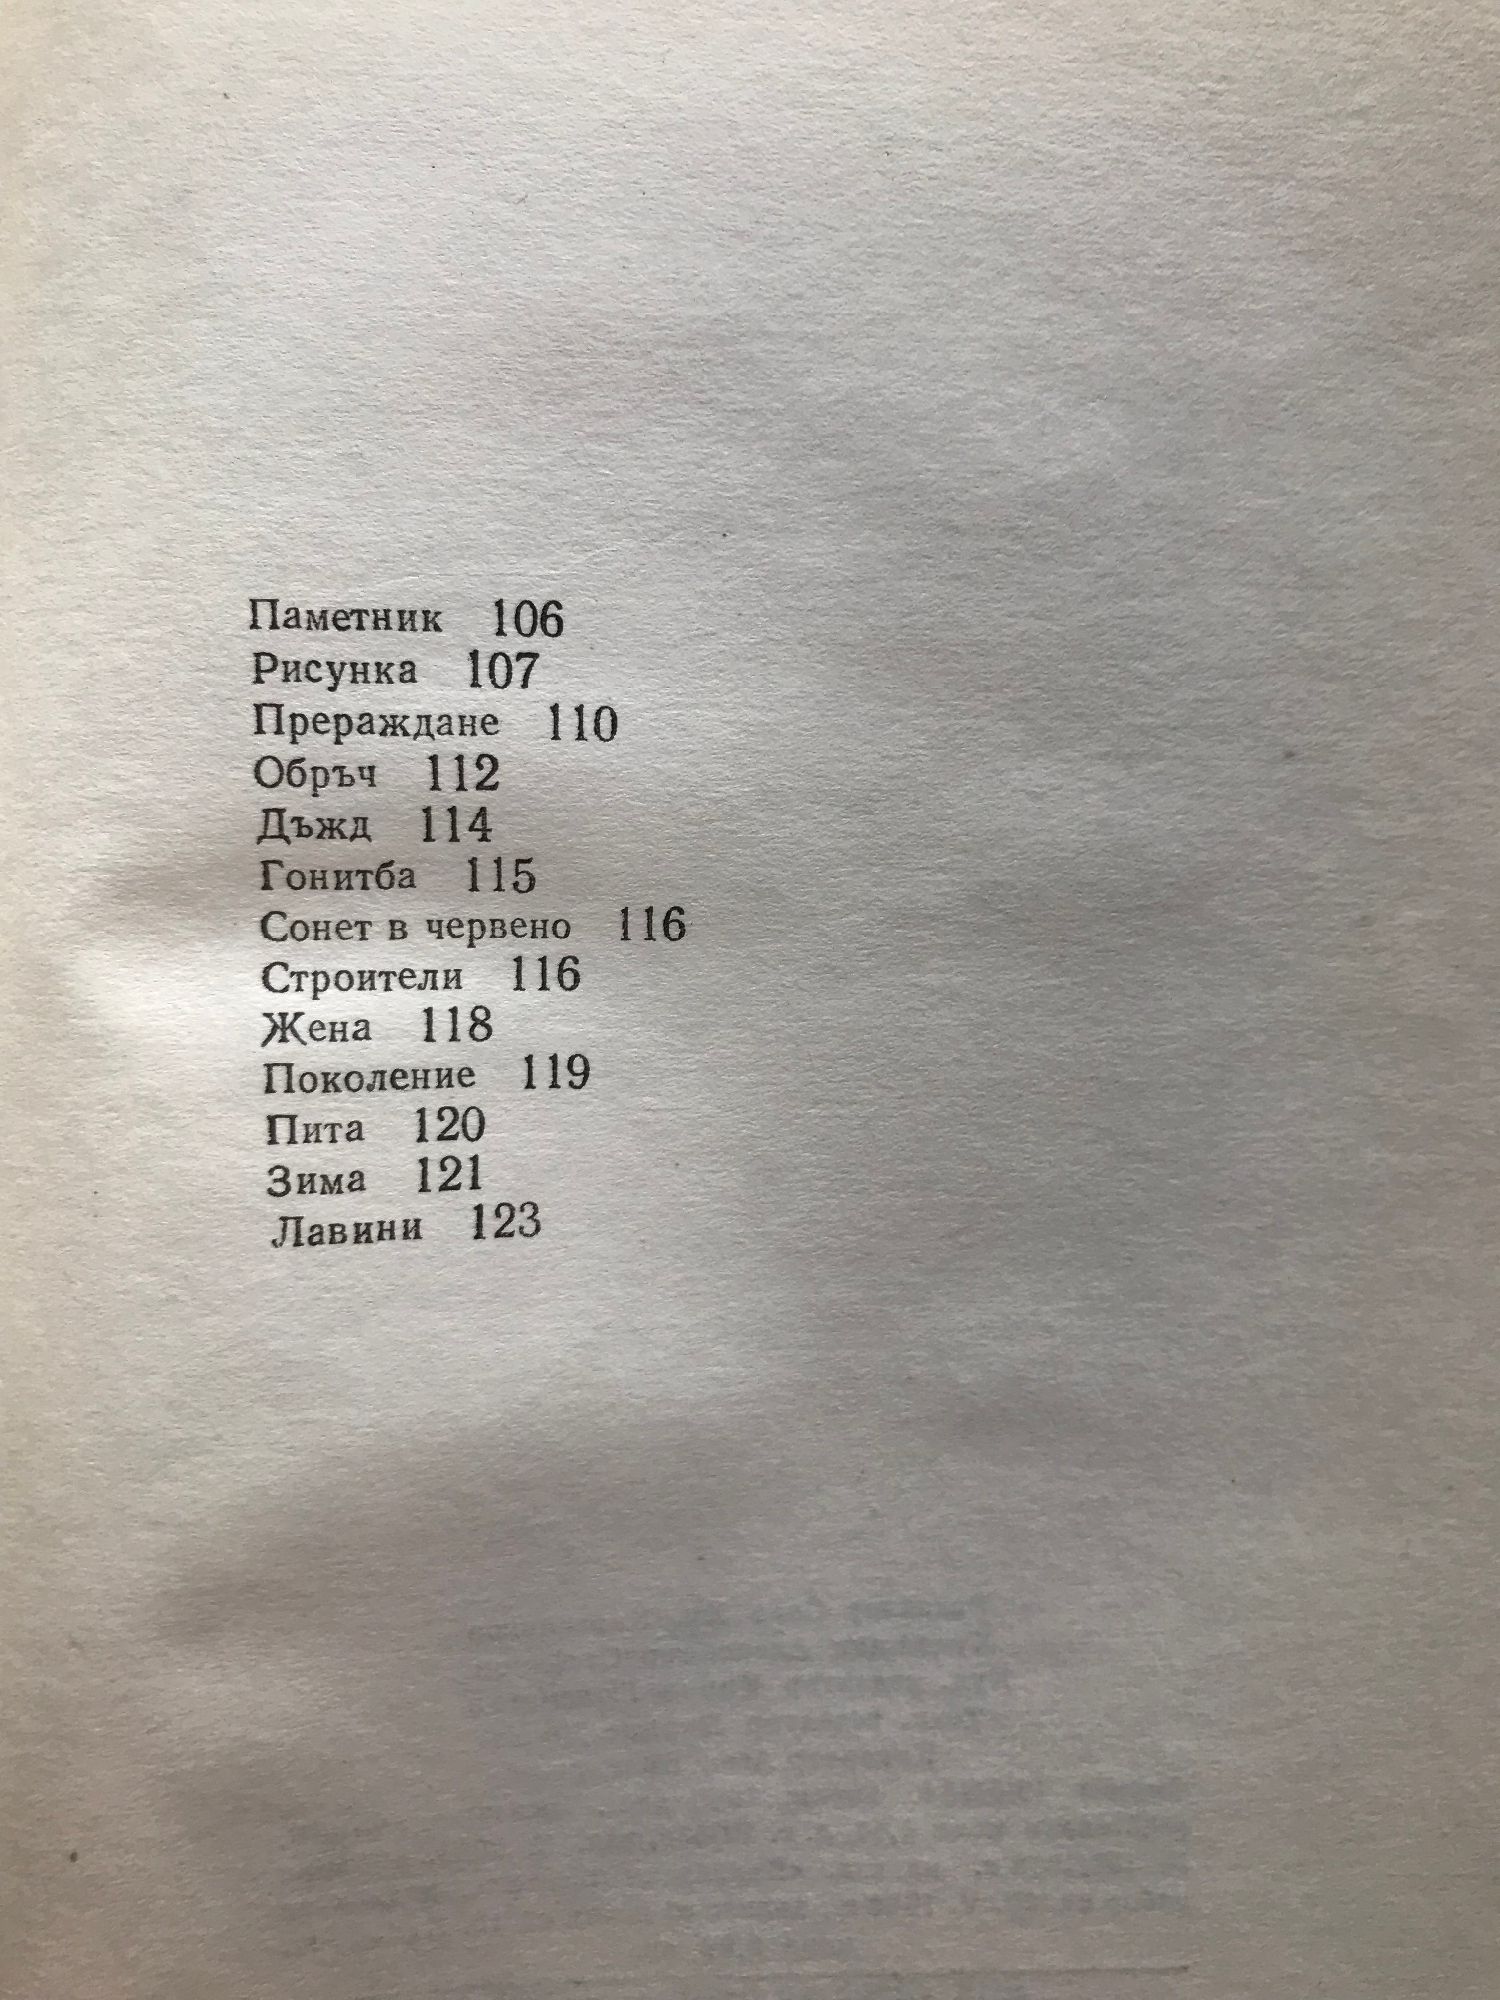 Паметник 106
Рисунка 107
Прераждане 110
Обръч 112
Дъжд 114
Гонитба 115
Сонет в червено 116
Строители 116
Жена 118
Поколение 119
Пита 120
Зима 121
Лавини 123